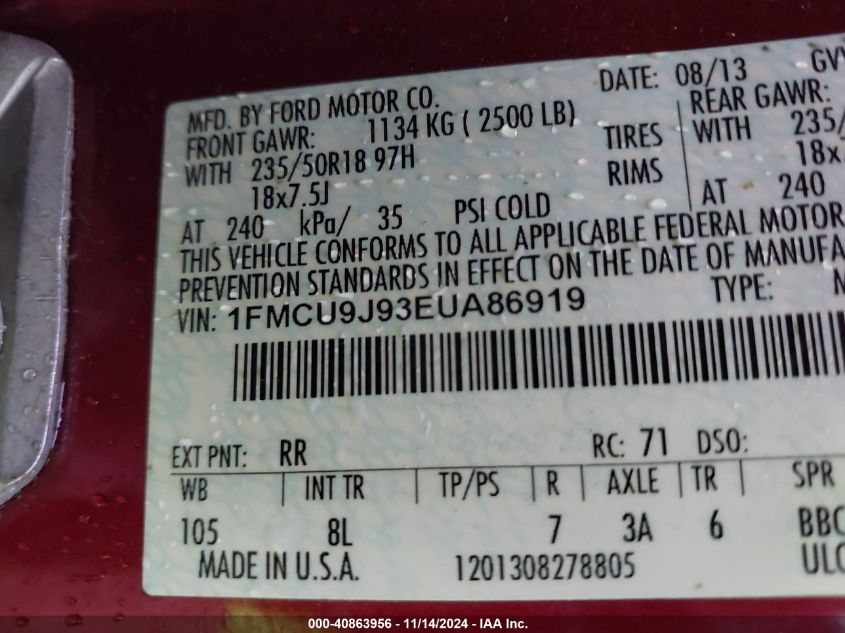 DATE: 08/13 GV
MFD. BY FORD MOTOR CO.
FRONT GAWR: 1134 KG ( 2500 LB) REAR GAWR:
WITH 235/50R18 97H TIRES WITH 235/
18x7.5J RIMS 18x
AT 240 kPa/ 35 PSI COLD AT 240
THIS VEHICLE CONFORMS TO ALL APPLICABLE FEDERAL MOTOR
PREVENTION STANDARDS IN EFFECT ON THE DATE OF MANUFA
VIN: 1FMCU9J93EUA86919 TYPE: M
EXT PNT: RR RC: 71 DSO:
WB INT TR TP/PS R AXLE TR SPR
105 8L 7 3A 6 BBC
MADE IN U.S.A. 1201308278805 ULC
000-40863956 - 11/14/2024 - IAA Inc.